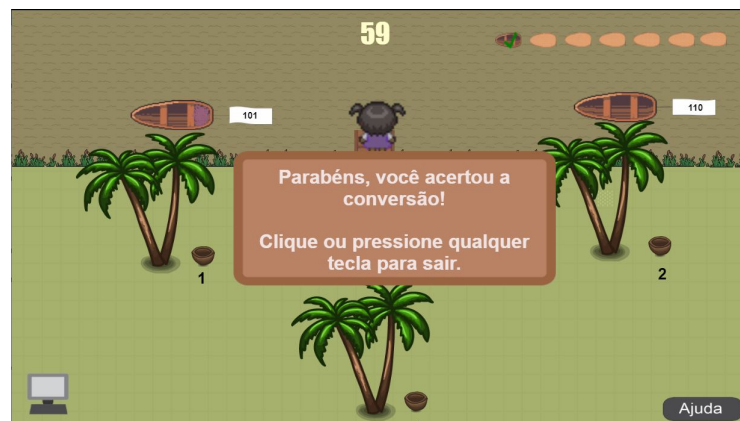 59
101
110
Parabéns, você acertou a
conversão!
Clique ou pressione qualquer
tecla para sair.
1
2
Ajuda